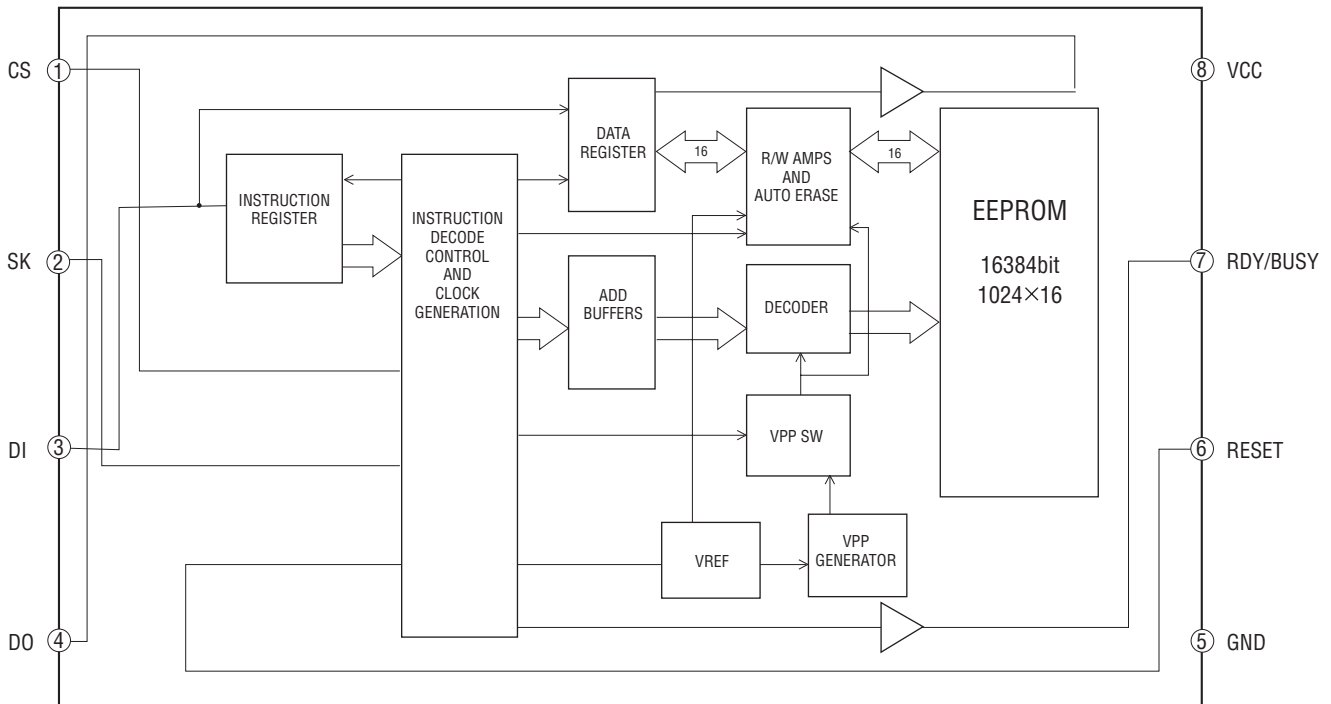 CS
1
SK
2
DI
3
DO
4
INSTRUCTION
REGISTER
INSTRUCTION
DECODE
CONTROL
AND
CLOCK
GENERATION
DATA
REGISTER
16
R/W AMPS
AND
AUTO ERASE
16
ADD
BUFFERS
DECODER
VPP SW
VREF
VPP
GENERATOR
EEPROM
16384bit
1024×16
8
VCC
7
RDY/BUSY
6
RESET
5
GND